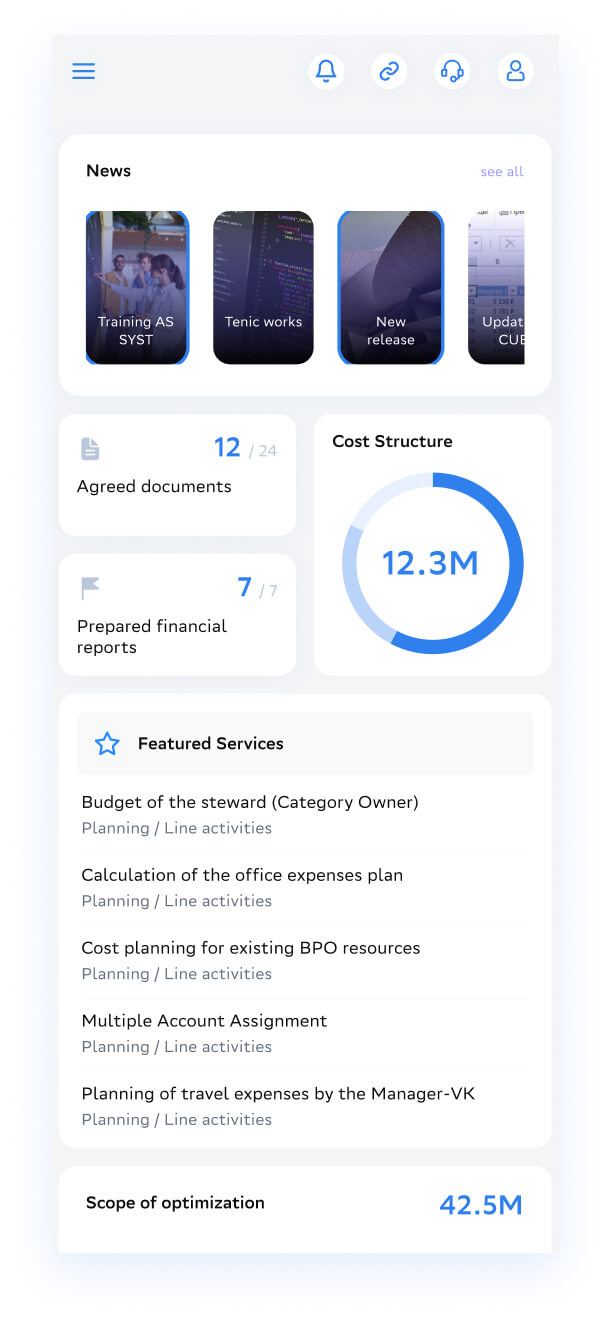 News
see all
Training AS
SYST
Tenic works
New
release
Updat
CUE
12 / 24
Agreed documents
7 / 7
Prepared financial
reports
Cost Structure
12.3M
Featured Services
Budget of the steward (Category Owner)
Planning / Line activities
Calculation of the office expenses plan
Planning / Line activities
Cost planning for existing BPO resources
Planning / Line activities
Multiple Account Assignment
Planning / Line activities
Planning of travel expenses by the Manager-VK
Planning / Line activities
Scope of optimization
42.5M